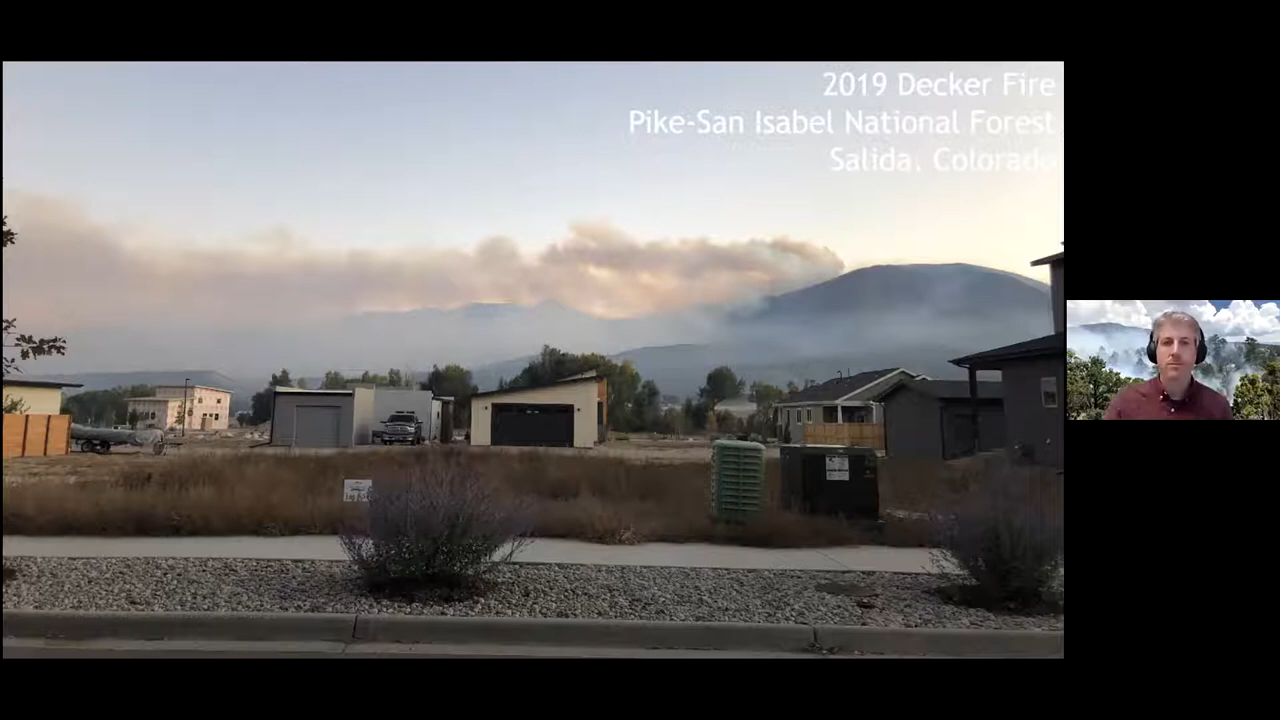 2019 Decker Fire
Pike-San Isabel National Forest
Salida, Colorado